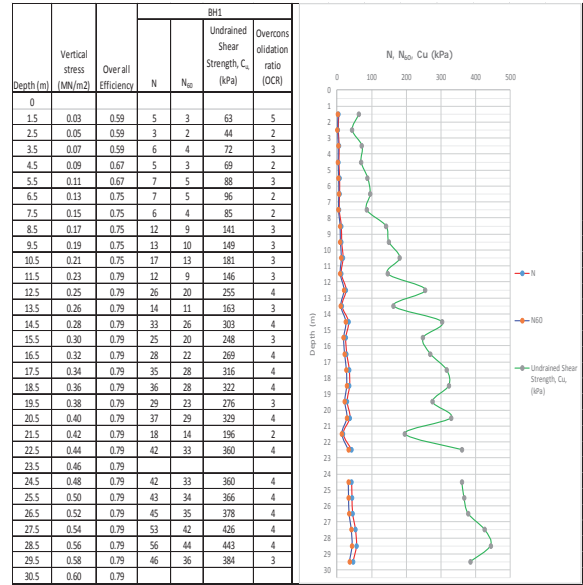 BH1
Depth (m) Vertical stress (MN/m2) Over all Efficiency N N60 Undrained Shear Strength, Cu, (kPa) Overcons olidation ratio (OCR)
0
1.5 0.03 0.59 5 3 63 5
2.5 0.05 0.59 3 2 44 2
3.5 0.07 0.59 6 4 72 3
4.5 0.09 0.67 5 3 69 2
5.5 0.11 0.67 7 5 88 3
6.5 0.13 0.75 7 5 96 2
7.5 0.15 0.75 6 4 85 2
8.5 0.17 0.75 12 9 141 3
9.5 0.19 0.75 13 10 149 3
10.5 0.21 0.75 17 13 181 3
11.5 0.23 0.79 12 9 146 3
12.5 0.25 0.79 26 20 255 4
13.5 0.26 0.79 14 11 163 3
14.5 0.28 0.79 33 26 303 4
15.5 0.30 0.79 25 20 248 3
16.5 0.32 0.79 28 22 269 4
17.5 0.34 0.79 35 28 316 4
18.5 0.36 0.79 36 28 322 4
19.5 0.38 0.79 29 23 276 3
20.5 0.40 0.79 37 29 329 4
21.5 0.42 0.79 18 14 196 2
22.5 0.44 0.79 42 33 360 4
23.5 0.46 0.79
24.5 0.48 0.79 42 33 360 4
25.5 0.50 0.79 43 34 366 4
26.5 0.52 0.79 45 35 378 4
27.5 0.54 0.79 53 42 426 4
28.5 0.56 0.79 56 44 443 4
29.5 0.58 0.79 46 36 384 3
30.5 0.60 0.79
N, N60, Cu (kPa)
0 100 200 300 400 500
Depth (m)
0
1
2
3
4
5
6
7
8
9
10
11
12
13
14
15
16
17
18
19
20
21
22
23
24
25
26
27
28
29
30
N
N60
Undrained Shear
Strength, Cu,
(kPa)